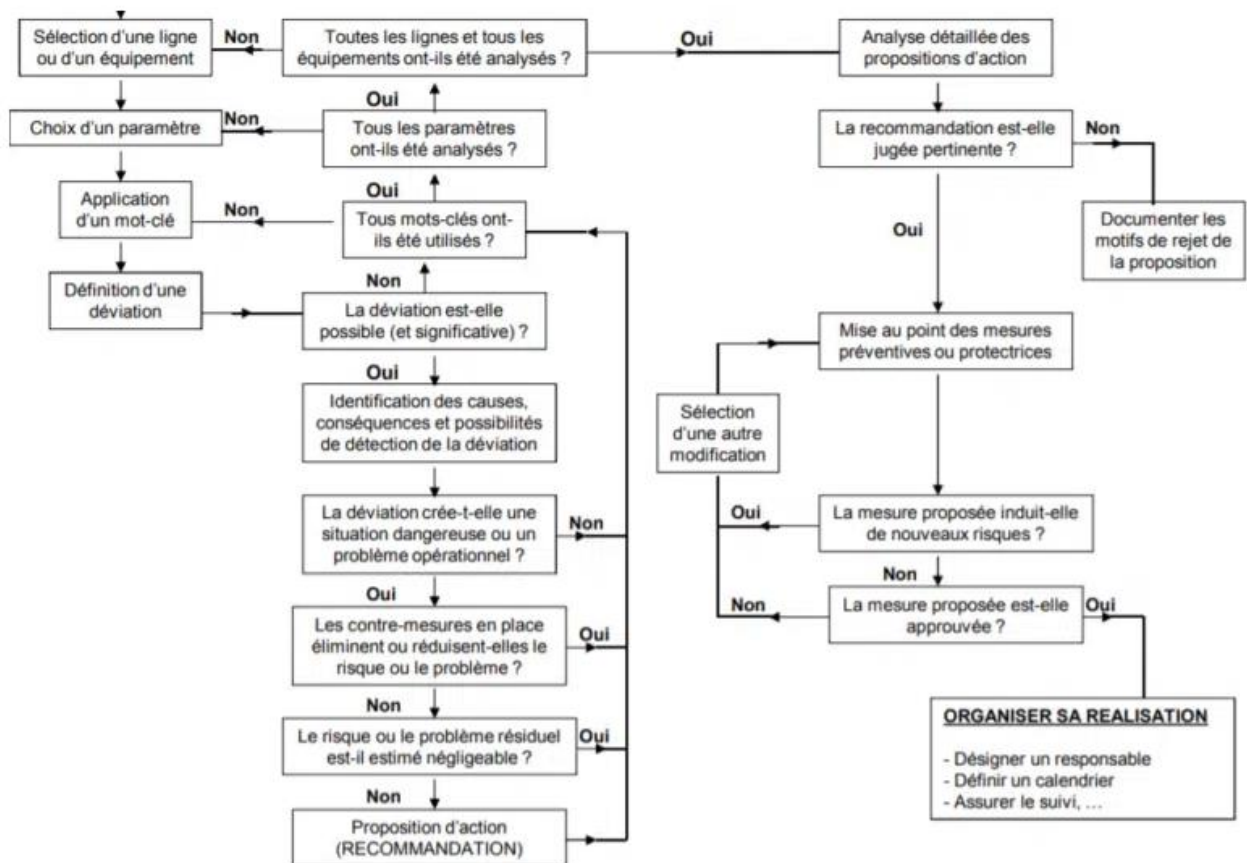 Sélection d'une ligne
ou d'un équipement
Non
Toutes les lignes et tous les
équipements ont-ils été analysés ?
Oui
Analyse détaillée des
propositions d'action
Oui
Choix d'un paramètre
Non
Tous les paramètres
ont-ils été analysés ?
La recommandation est-elle
jugée pertinente ?
Non
Oui
Application
d'un mot-clé
Non
Tous mots-clés ont-
ils été utilisés ?
Oui
Documenter les
motifs de rejet de
la proposition
Non
Définition d'une
déviation
La déviation est-elle
possible (et significative) ?
Mise au point des mesures
préventives ou protectrices
Oui
Identification des causes,
conséquences et possibilités
de détection de la déviation
Sélection
d'une autre
modification
La déviation crée-t-elle une
situation dangereuse ou un
problème opérationnel ?
Non
Oui
La mesure proposée induit-elle
de nouveaux risques ?
Oui
Non
Les contre-mesures en place
éliminent ou réduisent-elles le
risque ou le problème ?
Oui
Non
La mesure proposée est-elle
approuvée ?
Oui
Non
Le risque ou le problème résiduel
est-il estimé négligeable ?
Oui
Non
Proposition d'action
(RECOMMANDATION)
ORGANISER SA REALISATION
- Désigner un responsable
- Définir un calendrier
- Assurer le suivi, ...